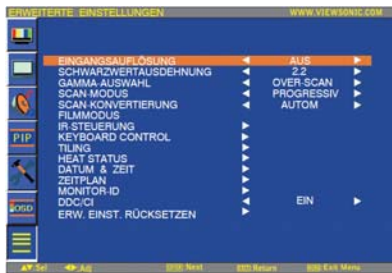 ERWEITERTE EINSTELLUNGEN WWW.VIEWSONIC.COM
EINGANGSAUFLÖSUNG ◀ AUS ▶
SCHWARZWERTAUSDEHNUNG ◀ 2.2 ▶
GAMMA-AUSWAHL ◀ OVER-SCAN ▶
SCAN-MODUS ◀ PROGRESSIV ▶
SCAN-KONVERTIERUNG ◀ AUTOM ▶
FILMMODUS
IR-STEUERUNG ▶
KEYBOARD CONTROL ▶
PIP
TILING ▶
HEAT STATUS ▶
DATUM & ZEIT ▶
ZEITPLAN ▶
MONITOR-ID ▶
DDC/CI ◀ EIN ▶
OSD
ERW. EINST. RÜCKSETZEN ▶
▲▼ Sel ◀▶ Adj Next Return Exit Menu